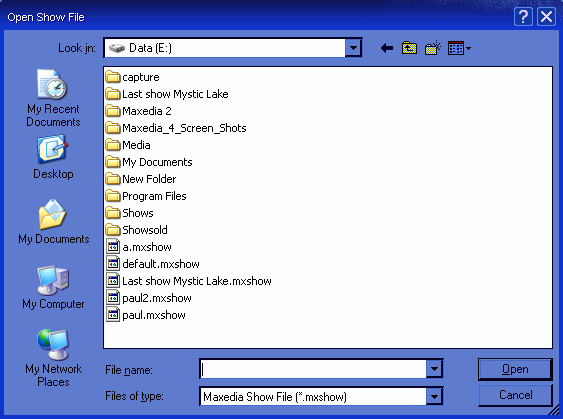 Open Show File
Look in: Data (E:)
My Recent
Documents
Desktop
My Documents
My Computer
My Network
Places
capture
Last show Mystic Lake
Maxedia 2
Maxedia_4_Screen_Shots
Media
My Documents
New Folder
Program Files
Shows
Showsold
a.mxshow
default.mxshow
Last show Mystic Lake.mxshow
paul2.mxshow
paul.mxshow
File name: Open
Files of type: Maxedia Show File (*.mxshow) Cancel